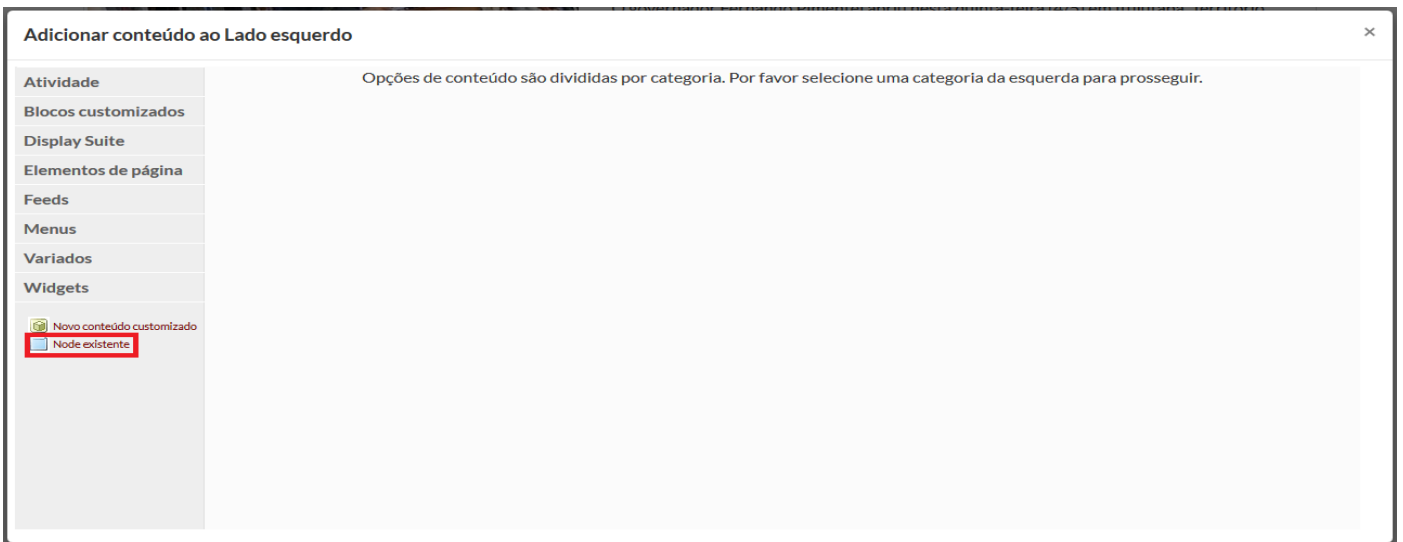 Adicionar conteúdo ao Lado esquerdo
×
Atividade
Opções de conteúdo são divididas por categoria. Por favor selecione uma categoria da esquerda para prosseguir.
Blocos customizados
Display Suite
Elementos de página
Feeds
Menus
Variados
Widgets
Novo conteúdo customizado
Node existente